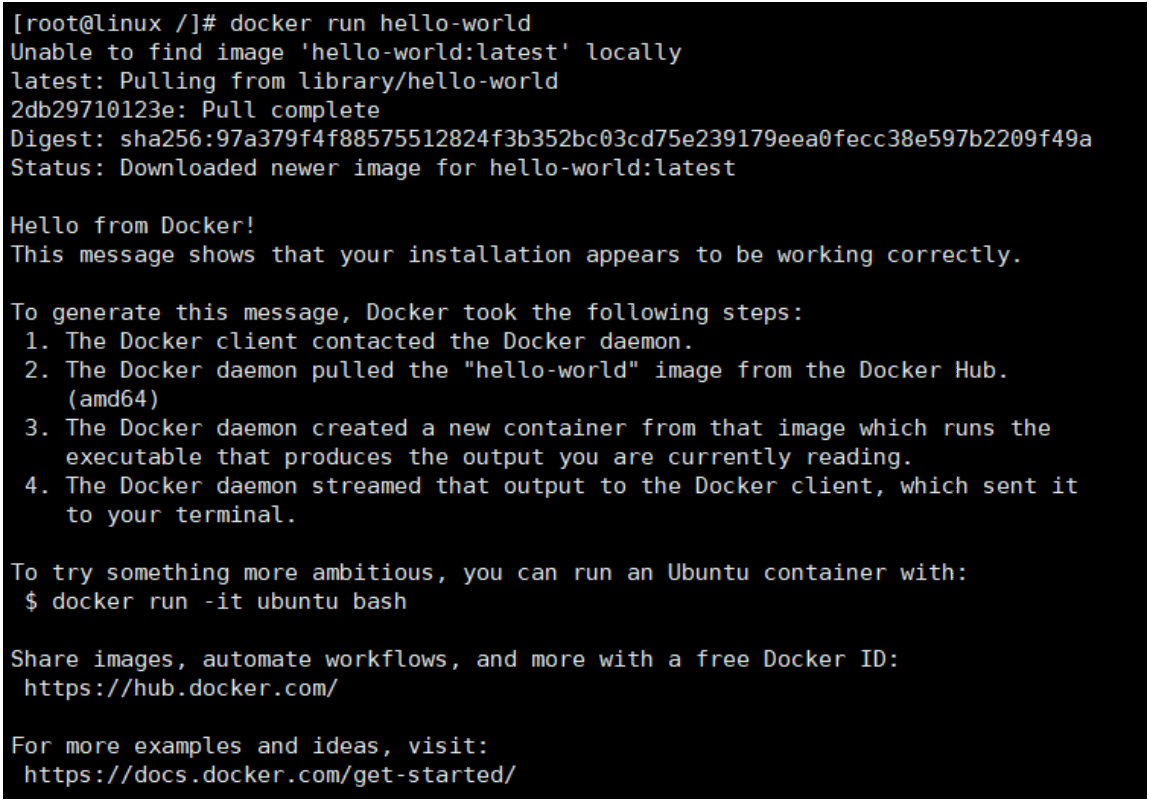 [root@linux /]# docker run hello-world
Unable to find image 'hello-world:latest' locally
latest: Pulling from library/hello-world
2db29710123e: Pull complete
Digest: sha256:97a379f4f88575512824f3b352bc03cd75e239179eea0fecc38e597b2209f49a
Status: Downloaded newer image for hello-world:latest

Hello from Docker!
This message shows that your installation appears to be working correctly.

To generate this message, Docker took the following steps:
 1. The Docker client contacted the Docker daemon.
 2. The Docker daemon pulled the "hello-world" image from the Docker Hub.
    (amd64)
 3. The Docker daemon created a new container from that image which runs the
    executable that produces the output you are currently reading.
 4. The Docker daemon streamed that output to the Docker client, which sent it
    to your terminal.

To try something more ambitious, you can run an Ubuntu container with:
 $ docker run -it ubuntu bash

Share images, automate workflows, and more with a free Docker ID:
 https://hub.docker.com/

For more examples and ideas, visit:
 https://docs.docker.com/get-started/